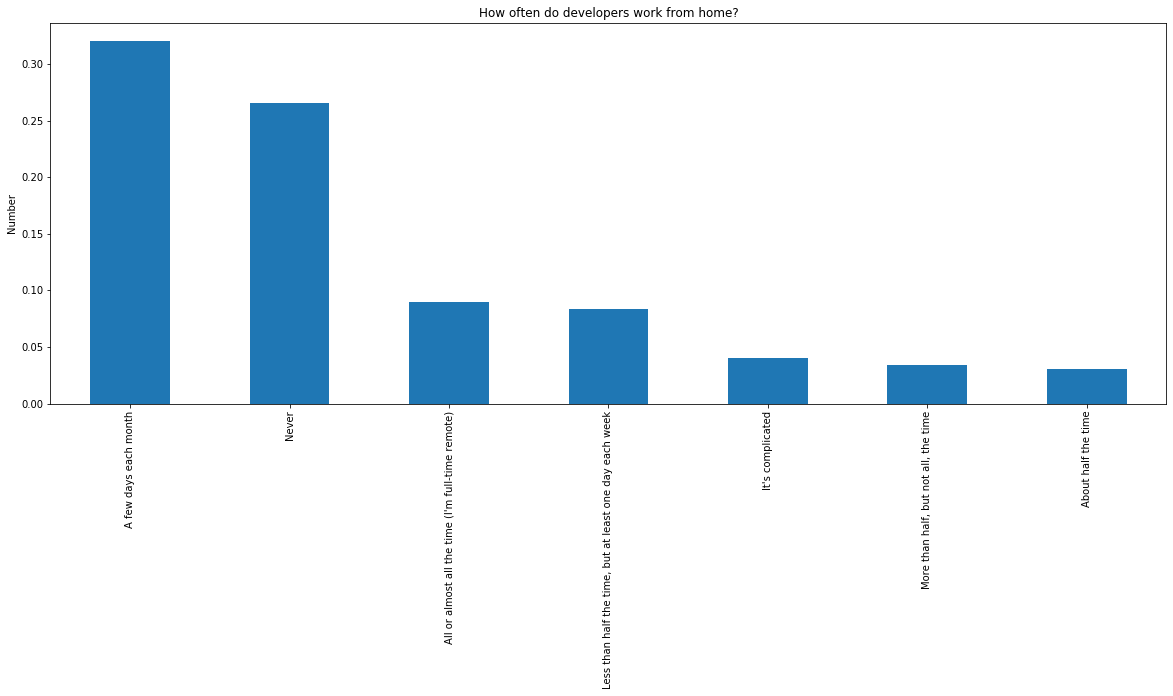 How often do developers work from home?
Number
0.30
0.25
0.20
0.15
0.10
0.05
0.00
A few days each month
Never
All or almost all the time (I'm full-time remote)
Less than half the time, but at least one day each week
It's complicated
More than half, but not all, the time
About half the time